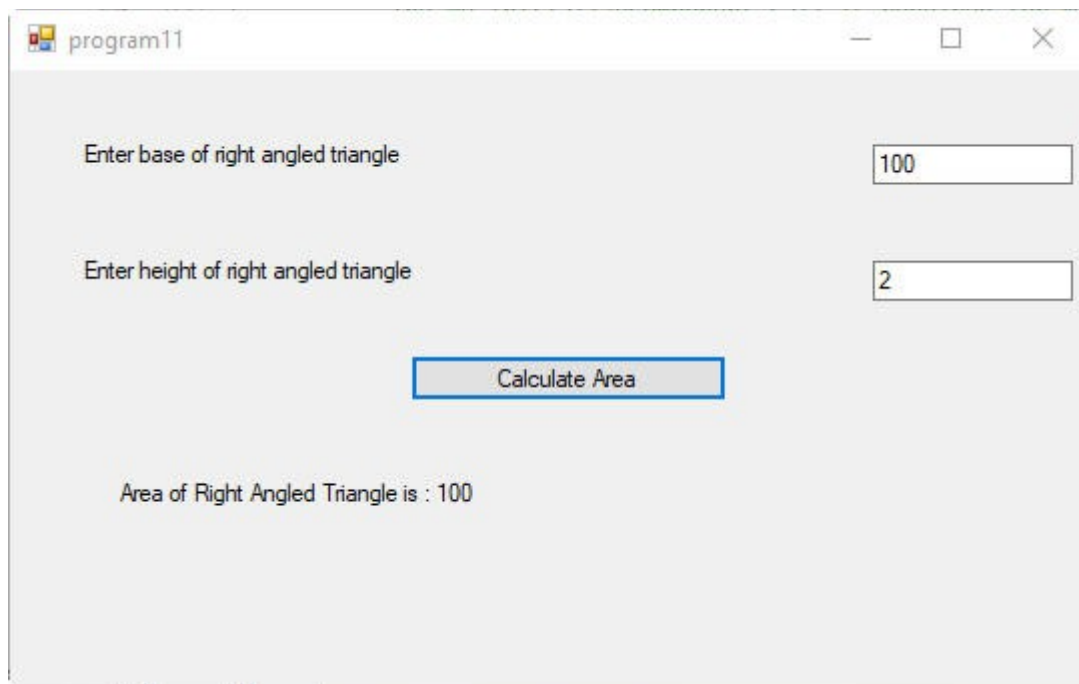 program11
Enter base of right angled triangle
100
Enter height of right angled triangle
2
Calculate Area
Area of Right Angled Triangle is : 100